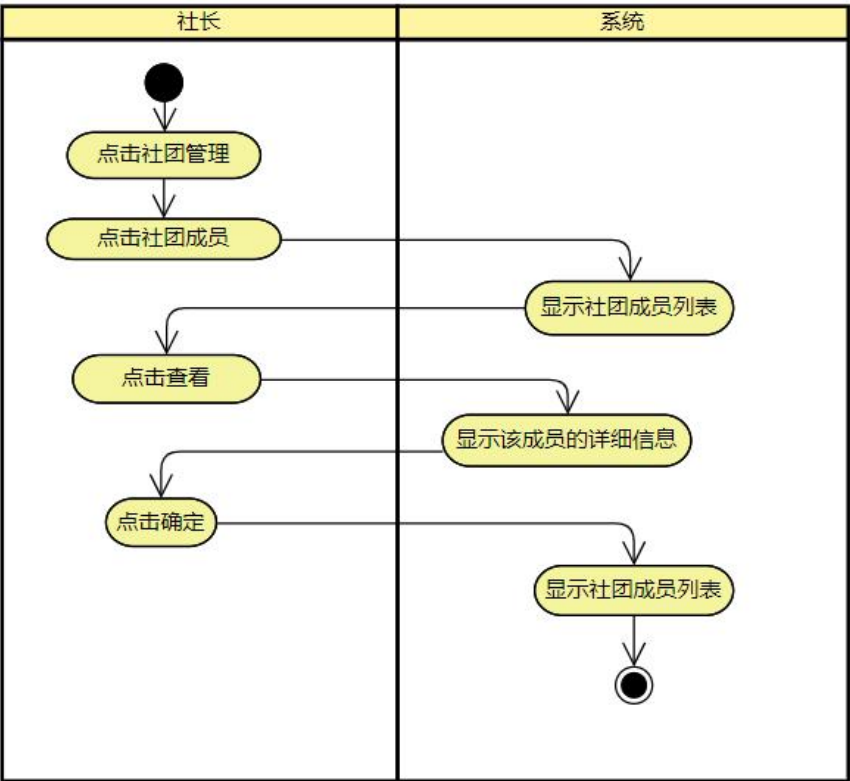 社长
系统
点击社团管理
点击社团成员
显示社团成员列表
点击查看
显示该成员的详细信息
点击确定
显示社团成员列表